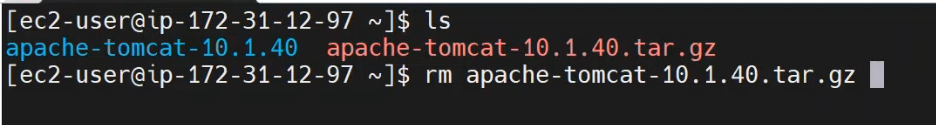 [ec2-user@ip-172-31-12-97 ~]$ ls
apache-tomcat-10.1.40  apache-tomcat-10.1.40.tar.gz
[ec2-user@ip-172-31-12-97 ~]$ rm apache-tomcat-10.1.40.tar.gz